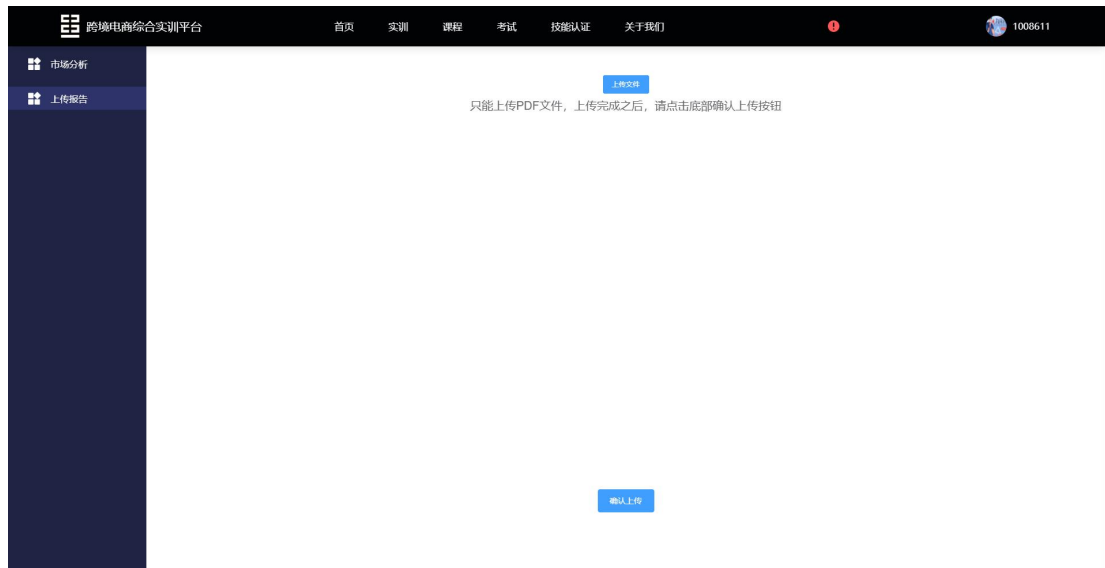 跨境电商综合实训平台 首页 实训 课程 考试 技能认证 关于我们 1008611
市场分析
上传报告
上传文件
只能上传PDF文件，上传完成之后，请点击底部确认上传按钮
确认上传